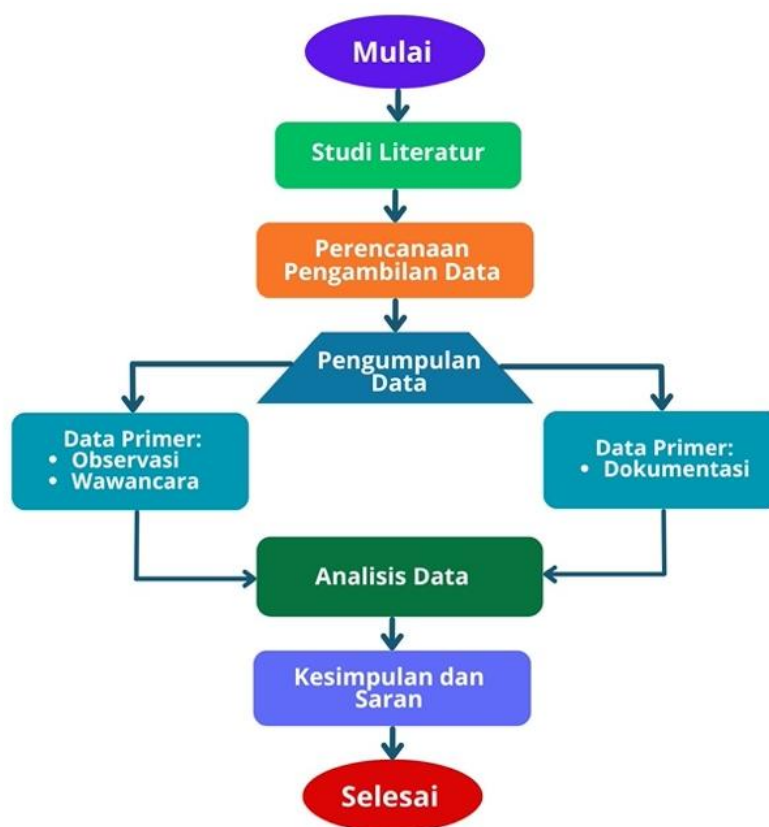 Mulai
Studi Literatur
Perencanaan
Pengambilan Data
Pengumpulan
Data
Data Primer:
• Observasi
• Wawancara
Data Primer:
• Dokumentasi
Analisis Data
Kesimpulan dan
Saran
Selesai